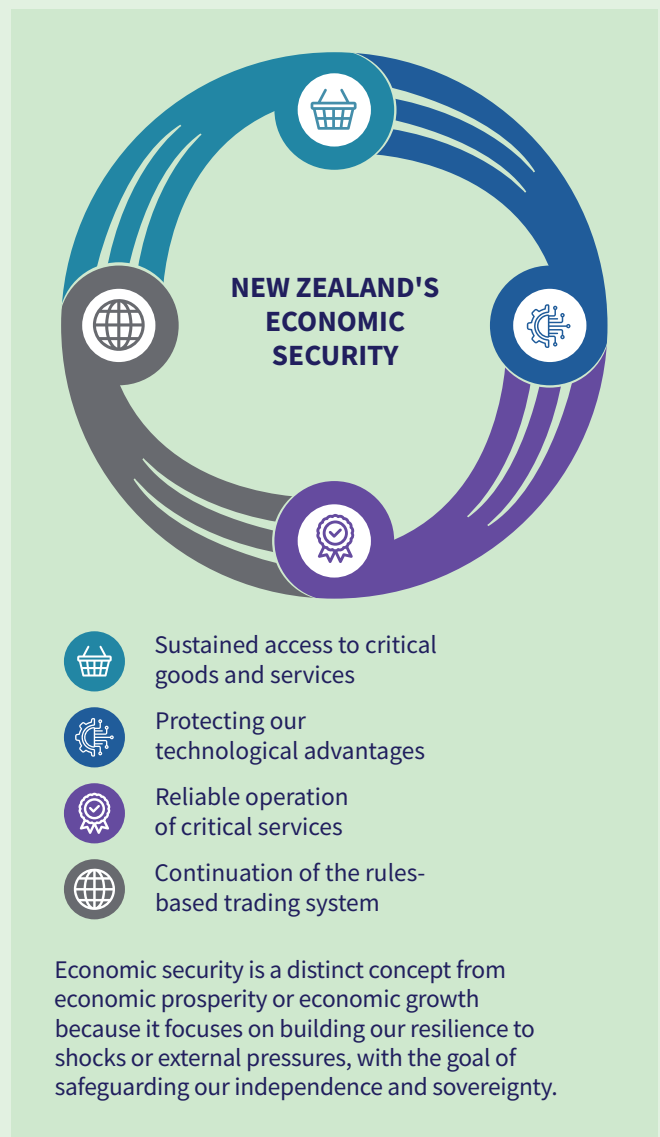 NEW ZEALAND'S
ECONOMIC
SECURITY
Sustained access to critical
goods and services
Protecting our
technological advantages
Reliable operation
of critical services
Continuation of the rules-
based trading system
Economic security is a distinct concept from
economic prosperity or economic growth
because it focuses on building our resilience to
shocks or external pressures, with the goal of
safeguarding our independence and sovereignty.